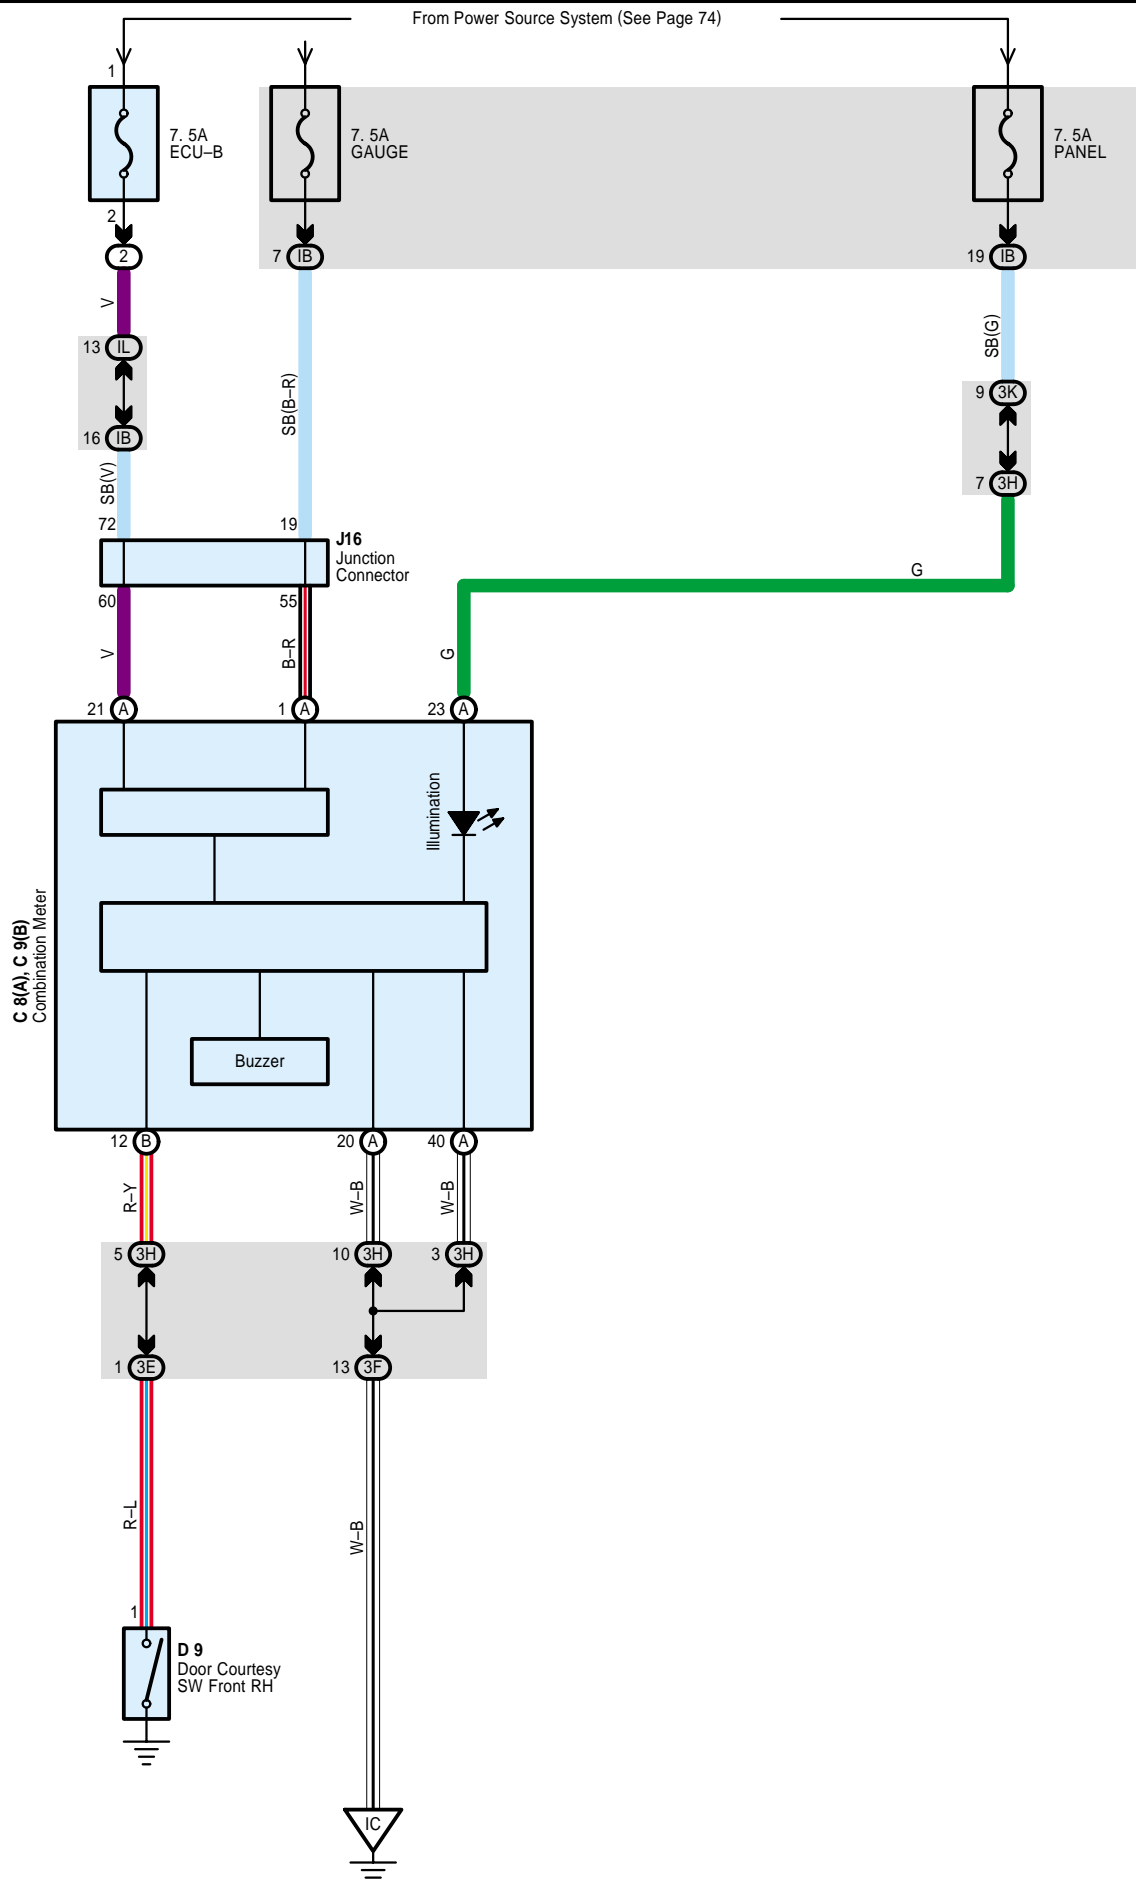 From Power Source System (See Page 74)
1
7. 5A
ECU–B
7. 5A
GAUGE
7. 5A
PANEL
2
2
7 IB
19 IB
V
SB(G)
13 IL
SB(B–R)
9 3K
16 IB
SB(V)
7 3H
72
19
J16
Junction
Connector
G
60
55
V
B–R
G
21 A
1 A
23 A
Illumination
C 8(A), C 9(B)
Combination Meter
Buzzer
12 B
20 A
40 A
R–Y
W–B
W–B
5 3H
10 3H
3 3H
1 3E
13 3F
R–L
W–B
1
D 9
Door Courtesy
SW Front RH
IC